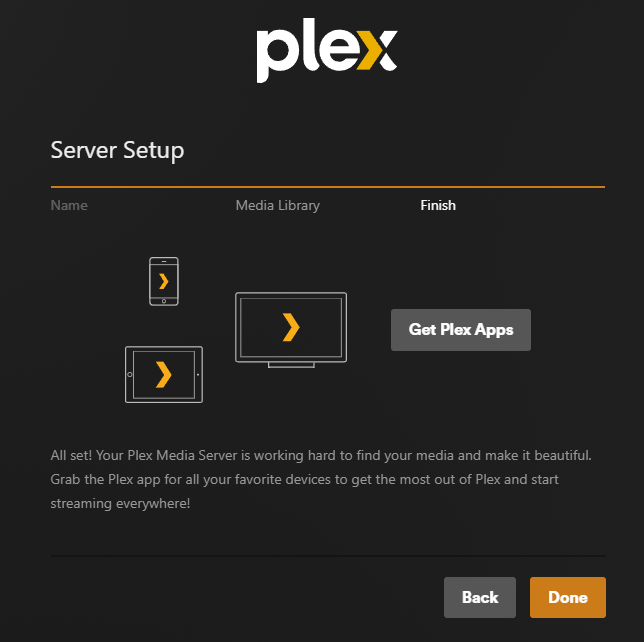 plex
Server Setup
Name
Media Library
Finish
Get Plex Apps
All set! Your Plex Media Server is working hard to find your media and make it beautiful.
Grab the Plex app for all your favorite devices to get the most out of Plex and start
streaming everywhere!
Back
Done